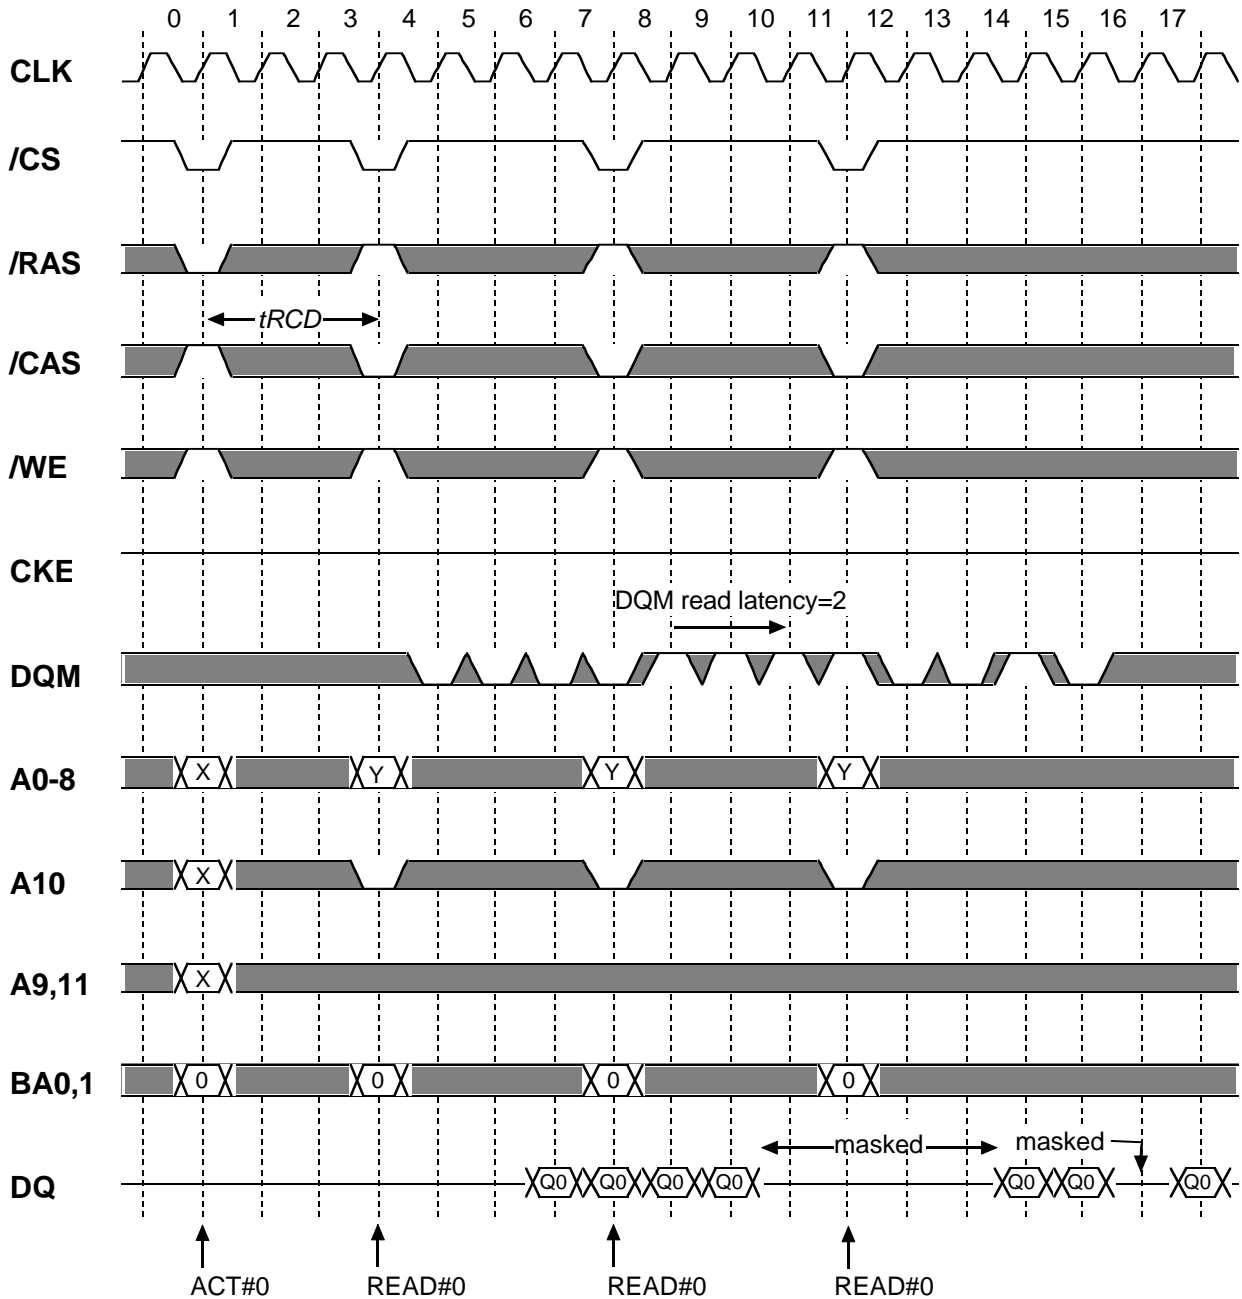 0 1 2 3 4 5 6 7 8 9 10 11 12 13 14 15 16 17
CLK
/CS
/RAS
tRCD
/CAS
/WE
CKE
DQM read latency=2
DQM
A0-8 X Y Y Y
A10 X
A9,11 X
BA0,1 0 0 0 0
masked masked
DQ Q0 Q0 Q0 Q0 Q0 Q0 Q0
ACT#0 READ#0 READ#0 READ#0